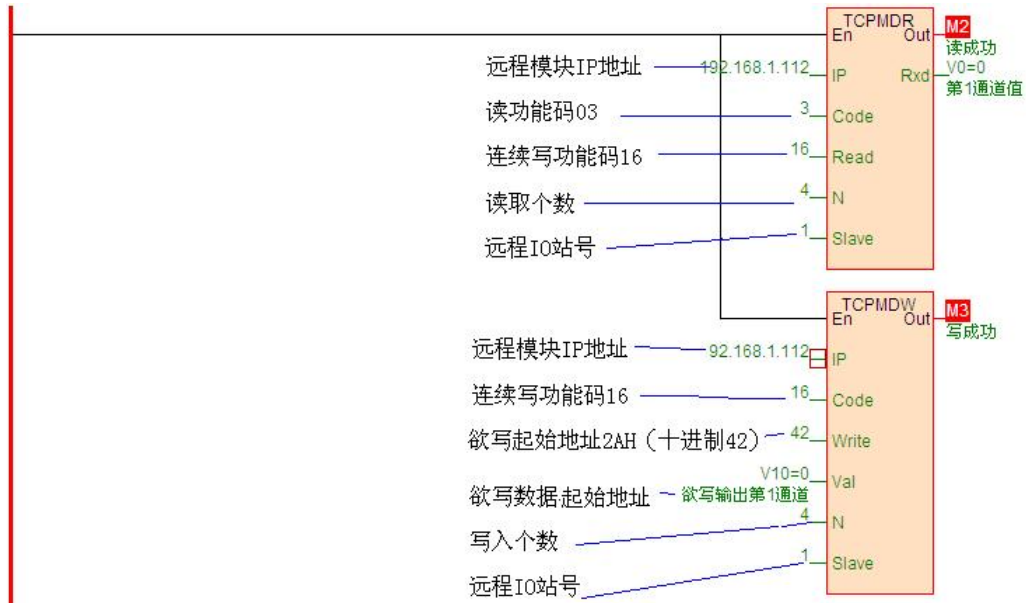 TCPMDR
En Out M2
读成功
远程模块IP地址 192.168.1.112 IP Rxd V0=0
第1通道值
读功能码03 3 Code
连续写功能码16 16 Read
读取个数 4 N
远程IO站号 1 Slave
TCPMDW
En Out M3
写成功
远程模块IP地址 92.168.1.112 IP
连续写功能码16 16 Code
欲写起始地址2AH（十进制42） 42 Write
V10=0 Val
欲写数据起始地址 欲写输出第1通道
写入个数 4 N
远程IO站号 1 Slave